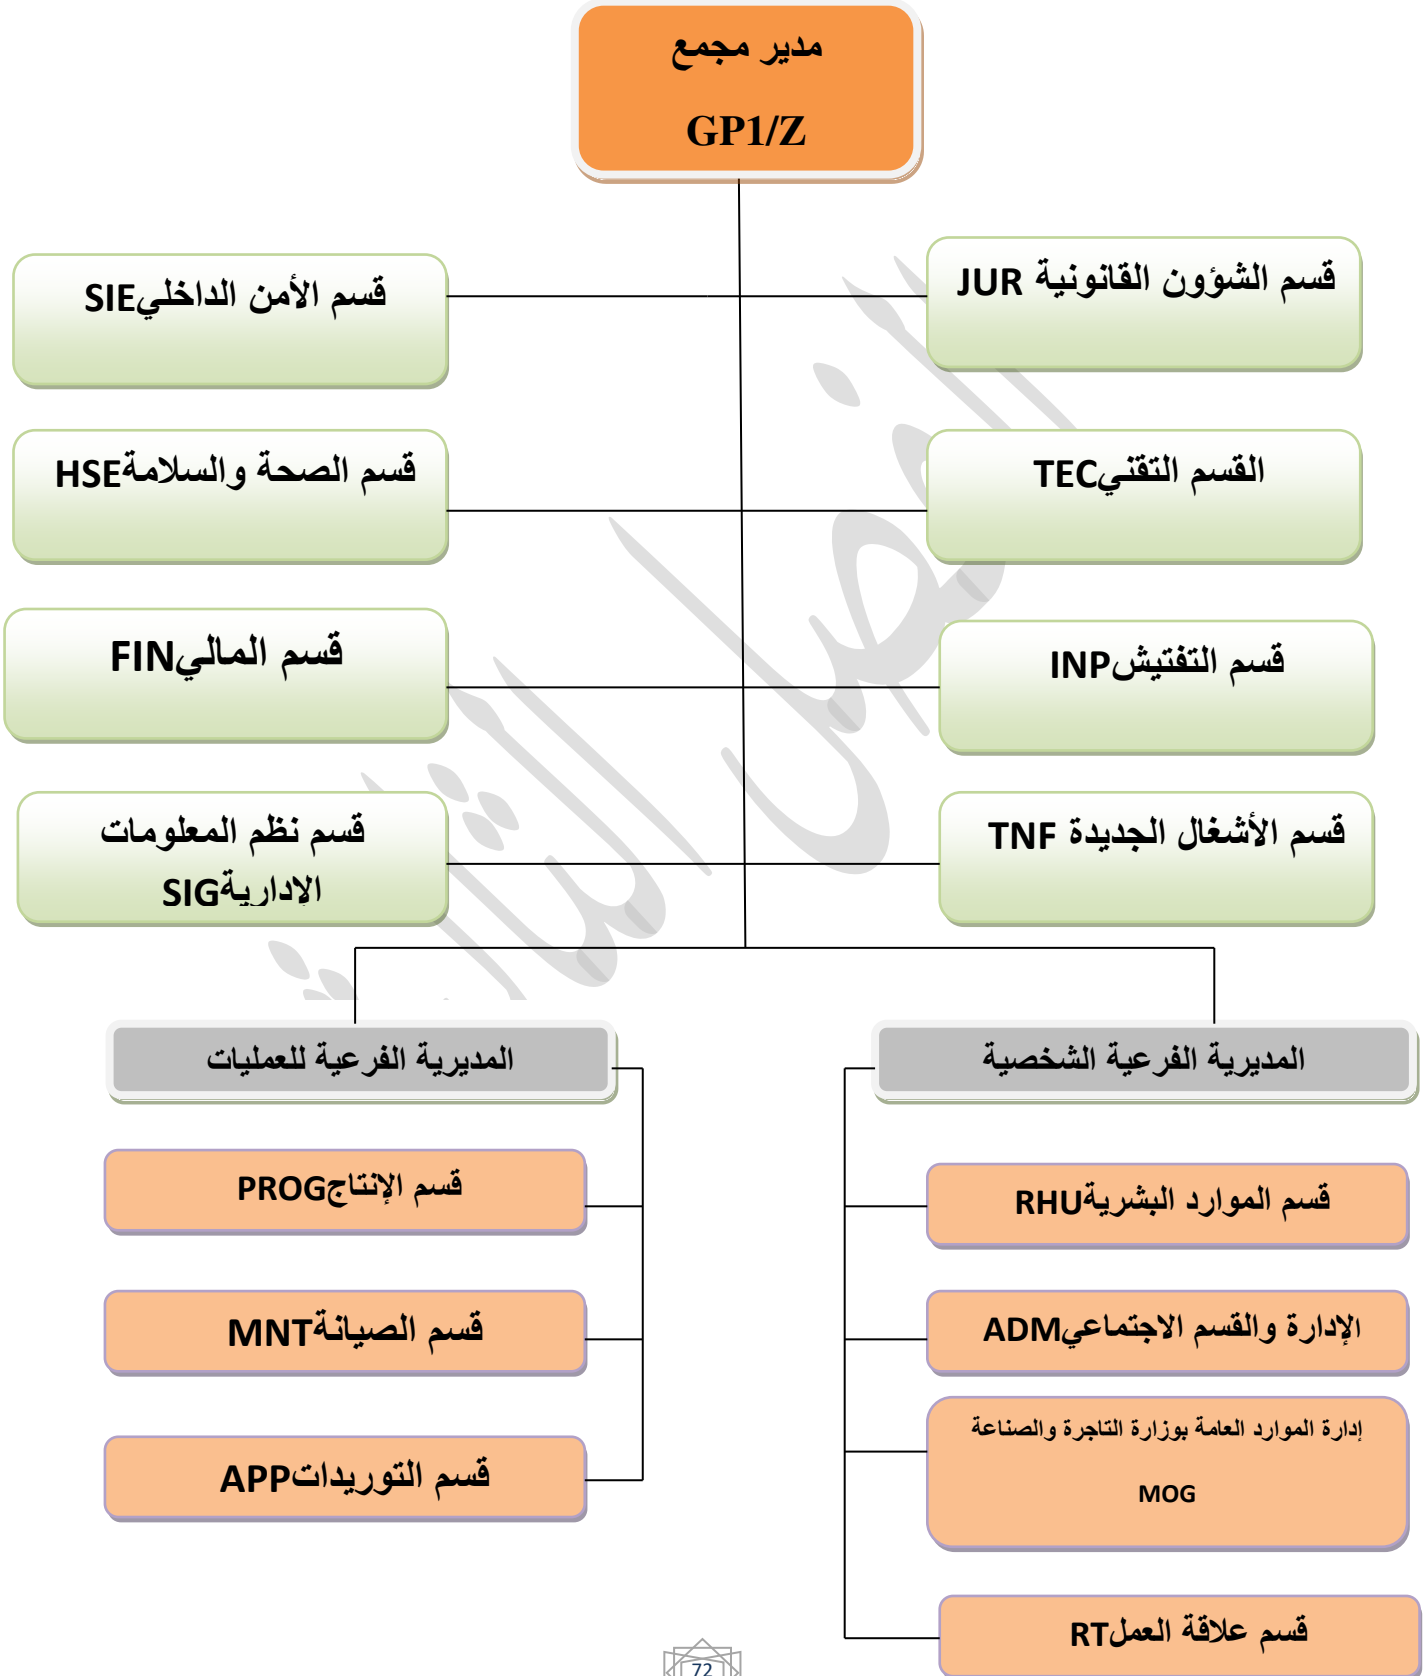 مدير مجمع
GP1/Z
قسم الشؤون القانونية JUR
قسم الأمن الداخليSIE
القسم التقنيTEC
قسم الصحة والسلامةHSE
قسم التفتيشINP
قسم الماليFIN
قسم الأشغال الجديدة TNF
قسم نظم المعلومات
الإداريةSIG
المديرية الفرعية الشخصية
المديرية الفرعية للعمليات
قسم الموارد البشريةRHU
الإدارة والقسم الاجتماعيADM
إدارة الموارد العامة بوزارة التاجرة والصناعة
MOG
قسم علاقة العملRT
قسم الإنتاجPROG
قسم الصيانةMNT
قسم التوريداتAPP
72